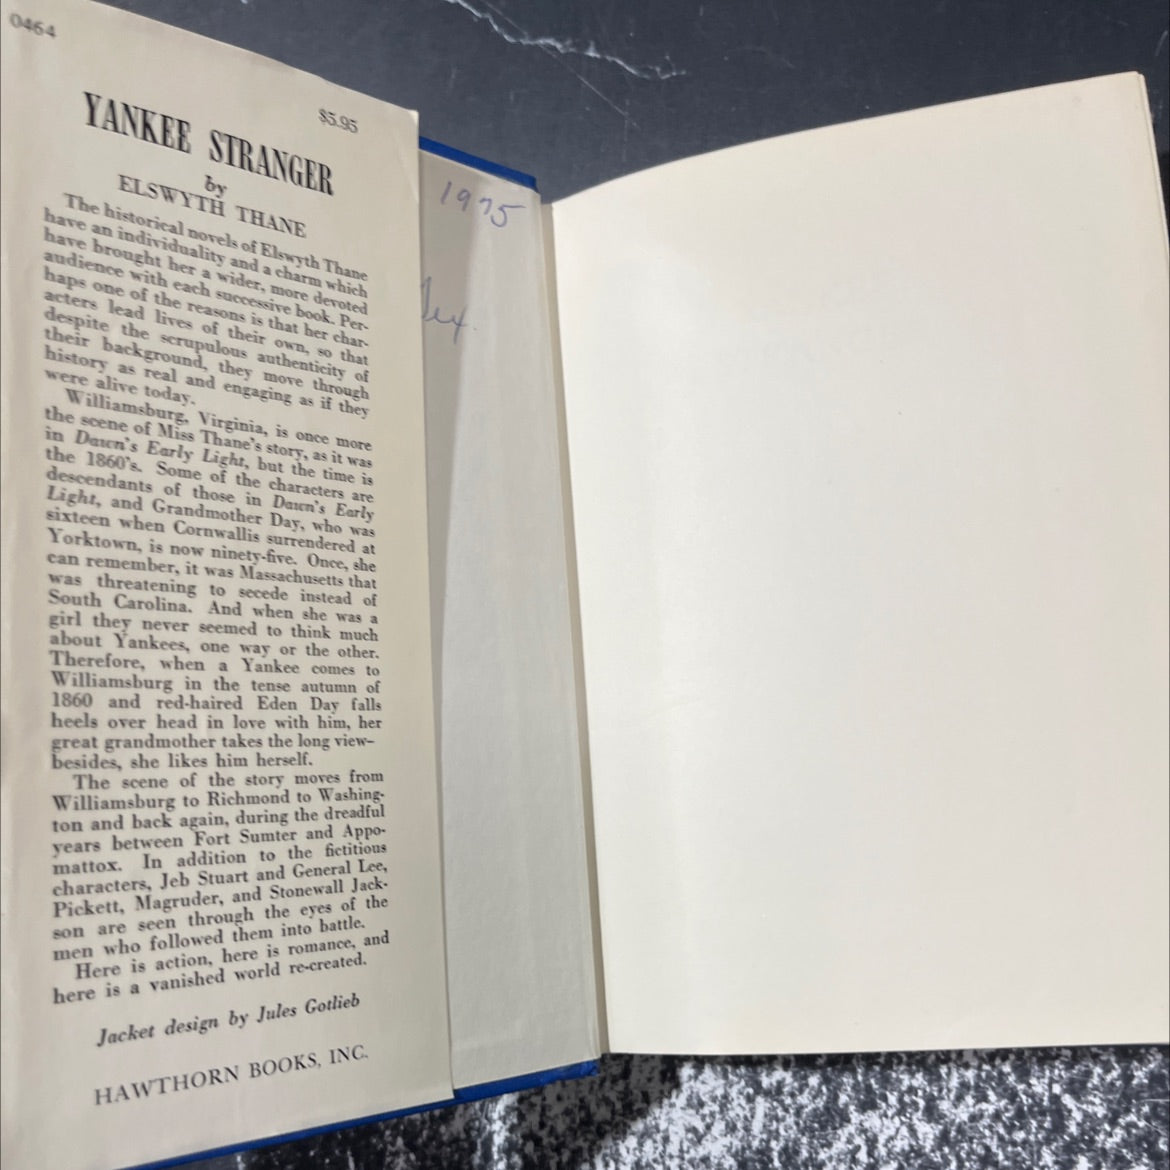 0464
$5.95
YANKEE STRANGER
by
ELSWYTH THANE
The historical novels of Elswyth Thane
have an individuality and a charm which
have brought her a wider, more devoted
audience with each successive book. Per-
haps one of the reasons is that her char-
acters lead lives of their own, so that
despite the scrupulous authenticity of
their background, they move through
history as real and engaging as if they
were alive today.
Williamsburg, Virginia, is once more
the scene of Miss Thane's story, as it was
in Dawn's Early Light, but the time is
the 1860's. Some of the characters are
descendants of those in Dawn's Early
Light, and Grandmother Day, who was
sixteen when Cornwallis surrendered at
Yorktown, is now ninety-five. Once, she
can remember, it was Massachusetts that
was threatening to secede instead of
South Carolina. And when she was a
girl they never seemed to think much
about Yankees, one way or the other.
Therefore, when a Yankee comes to
Williamsburg in the tense autumn of
1860 and red-haired Eden Day falls
heels over head in love with him, her
great grandmother takes the long view—
besides, she likes him herself.
The scene of the story moves from
Williamsburg to Richmond to Washing-
ton and back again, during the dreadful
years between Fort Sumter and Appo-
mattox. In addition to the fictitious
characters, Jeb Stuart and General Lee,
Pickett, Magruder, and Stonewall Jack-
son are seen through the eyes of the
men who followed them into battle.
Here is action, here is romance, and
here is a vanished world re-created.
Jacket design by Jules Gotlieb
HAWTHORN BOOKS, INC.
1975